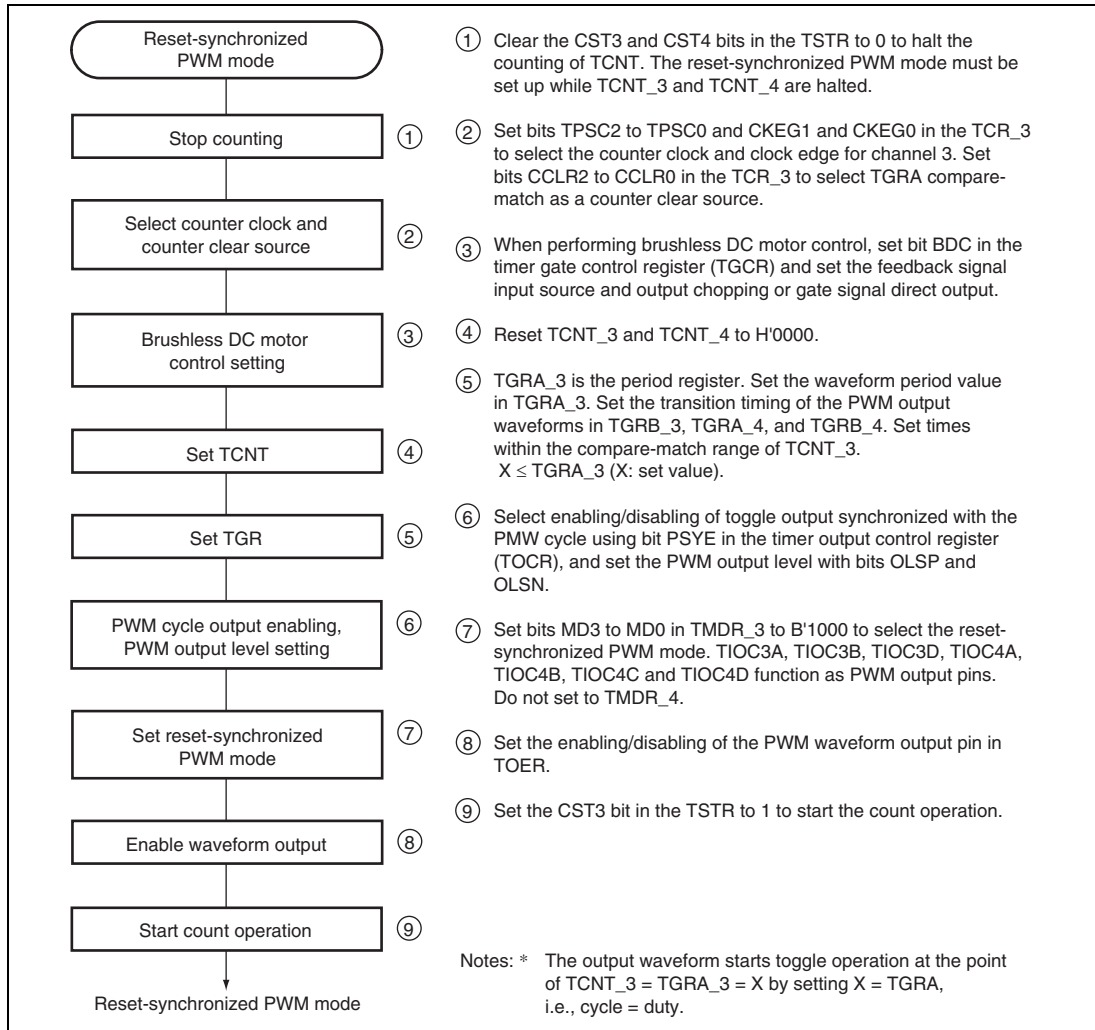 Reset-synchronized
PWM mode
Stop counting
①
Select counter clock and
counter clear source
②
Brushless DC motor
control setting
③
Set TCNT
④
Set TGR
⑤
PWM cycle output enabling,
PWM output level setting
⑥
Set reset-synchronized
PWM mode
⑦
Enable waveform output
⑧
Start count operation
⑨
Reset-synchronized PWM mode
① Clear the CST3 and CST4 bits in the TSTR to 0 to halt the
counting of TCNT. The reset-synchronized PWM mode must be
set up while TCNT_3 and TCNT_4 are halted.
② Set bits TPSC2 to TPSC0 and CKEG1 and CKEG0 in the TCR_3
to select the counter clock and clock edge for channel 3. Set
bits CCLR2 to CCLR0 in the TCR_3 to select TGRA compare-
match as a counter clear source.
③ When performing brushless DC motor control, set bit BDC in the
timer gate control register (TGCR) and set the feedback signal
input source and output chopping or gate signal direct output.
④ Reset TCNT_3 and TCNT_4 to H'0000.
⑤ TGRA_3 is the period register. Set the waveform period value
in TGRA_3. Set the transition timing of the PWM output
waveforms in TGRB_3, TGRA_4, and TGRB_4. Set times
within the compare-match range of TCNT_3.
X ≤ TGRA_3 (X: set value).
⑥ Select enabling/disabling of toggle output synchronized with the
PMW cycle using bit PSYE in the timer output control register
(TOCR), and set the PWM output level with bits OLSP and
OLSN.
⑦ Set bits MD3 to MD0 in TMDR_3 to B'1000 to select the reset-
synchronized PWM mode. TIOC3A, TIOC3B, TIOC3D, TIOC4A,
TIOC4B, TIOC4C and TIOC4D function as PWM output pins.
Do not set to TMDR_4.
⑧ Set the enabling/disabling of the PWM waveform output pin in
TOER.
⑨ Set the CST3 bit in the TSTR to 1 to start the count operation.
Notes: * The output waveform starts toggle operation at the point
of TCNT_3 = TGRA_3 = X by setting X = TGRA,
i.e., cycle = duty.